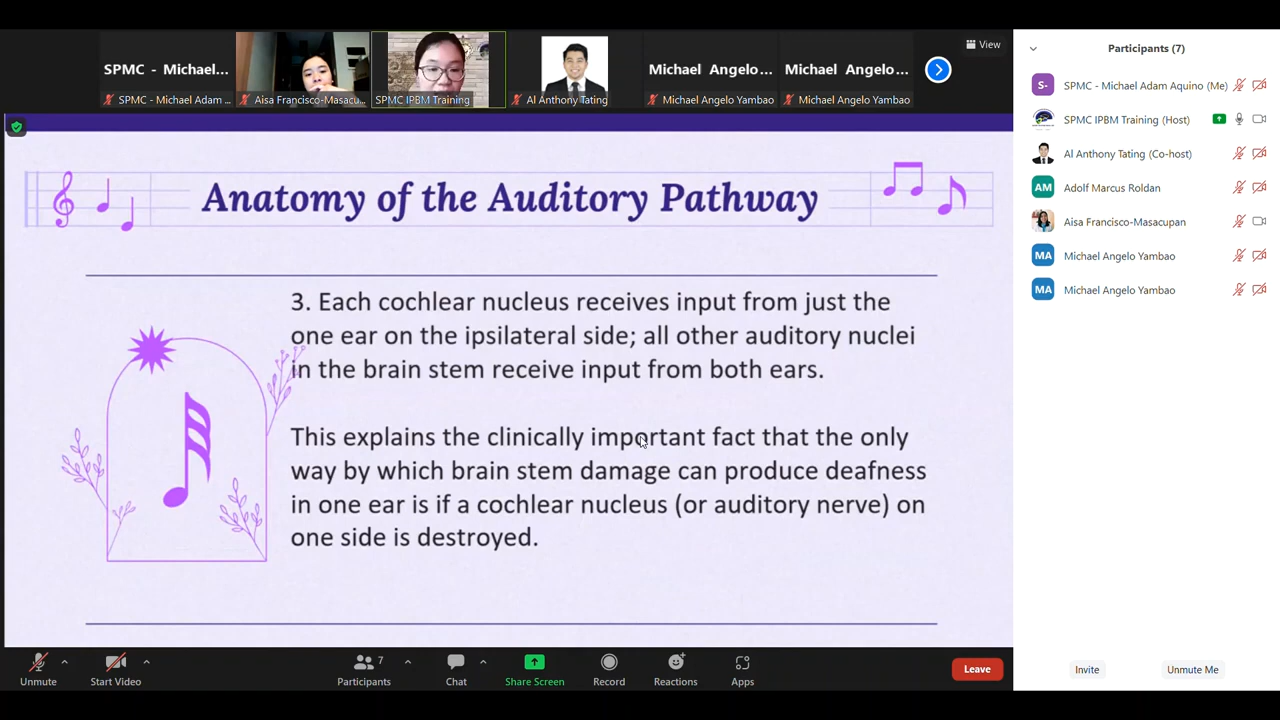 SPMC - Michael...
SPMC - Michael Adam ...
Aisa Francisco-Masacu...
SPMC IPBM Training
Al Anthony Tating
Michael Angelo...
Michael Angelo Yambao
Michael Angelo...
Michael Angelo Yambao
View
Anatomy of the Auditory Pathway
3. Each cochlear nucleus receives input from just the
one ear on the ipsilateral side; all other auditory nuclei
in the brain stem receive input from both ears.
This explains the clinically important fact that the only
way by which brain stem damage can produce deafness
in one ear is if a cochlear nucleus (or auditory nerve) on
one side is destroyed.
Participants (7)
S-
SPMC - Michael Adam Aquino (Me)
SPMC IPBM Training (Host)
Al Anthony Tating (Co-host)
AM
Adolf Marcus Roldan
Aisa Francisco-Masacupan
MA
Michael Angelo Yambao
MA
Michael Angelo Yambao
Invite
Unmute Me
Unmute
Start Video
7
Participants
Chat
Share Screen
Record
Reactions
Apps
Leave